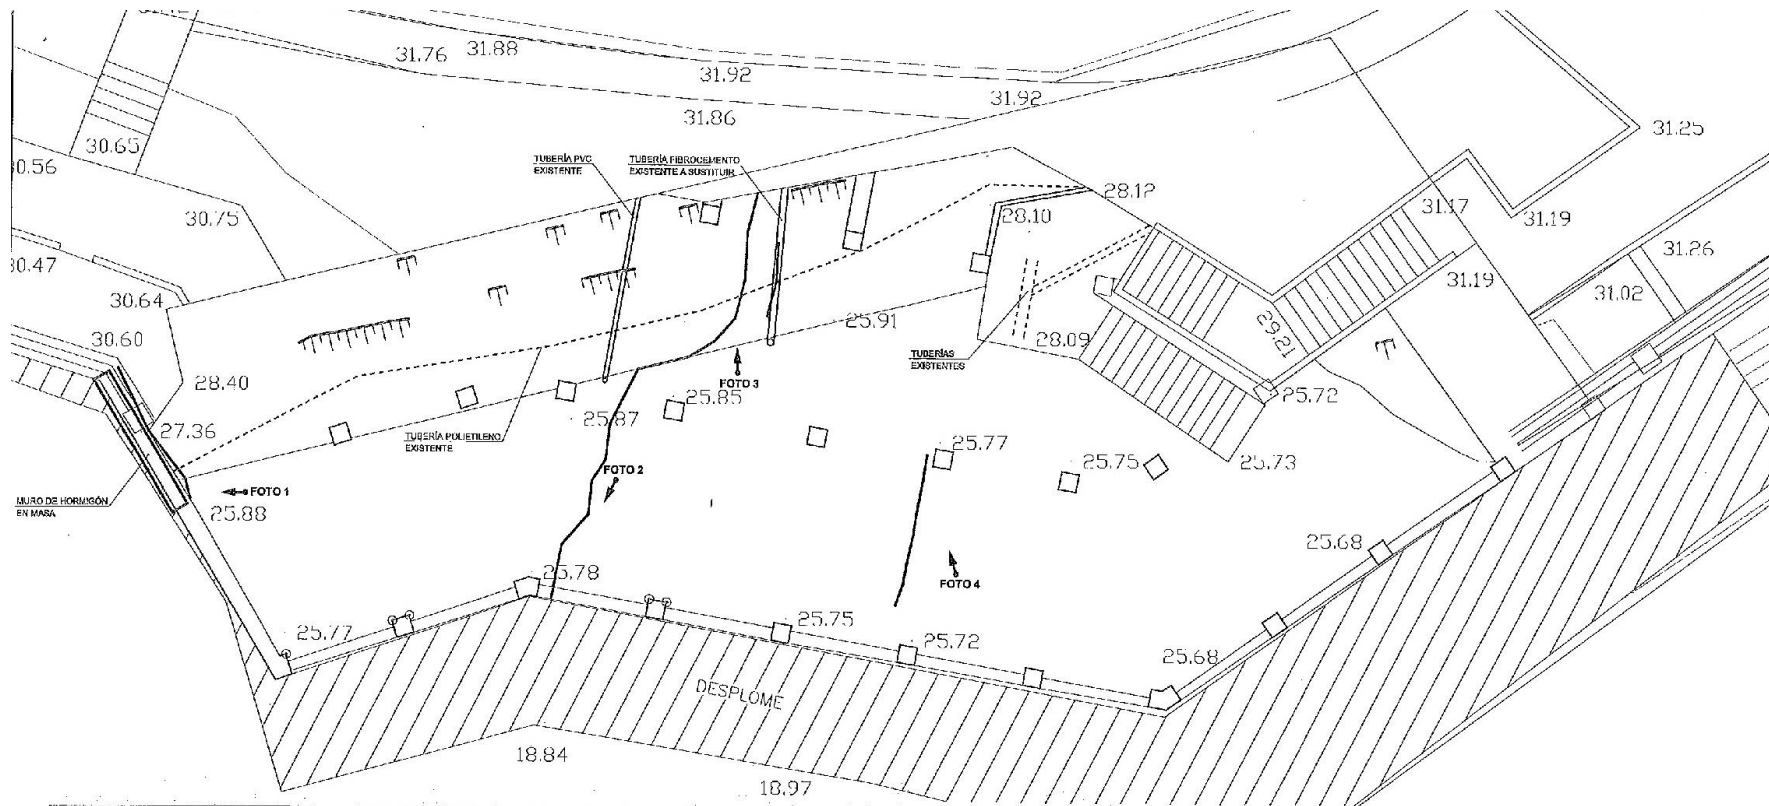 31.76
31.88
31.92
31.92
31.86
31.25
30.65
30.56
TUBERÍA PVC
EXISTENTE
TUBERÍA FIBROCEMENTO
EXISTENTE A SUSTITUIR
28.12
31.17
31.19
30.75
28.10
31.26
30.47
31.19
31.02
30.64
25.91
29.21
30.60
28.09
TUBERÍAS
EXISTENTES
28.40
FOTO 3
25.72
25.85
25.87
27.36
TUBERÍA POLIETILENO
EXISTENTE
25.77
25.75
25.73
FOTO 2
MURO DE HORMIGÓN
EN MASA
FOTO 1
25.88
25.68
25.78
FOTO 4
25.77
25.75
25.72
25.68
DESPLOME
18.84
18.97